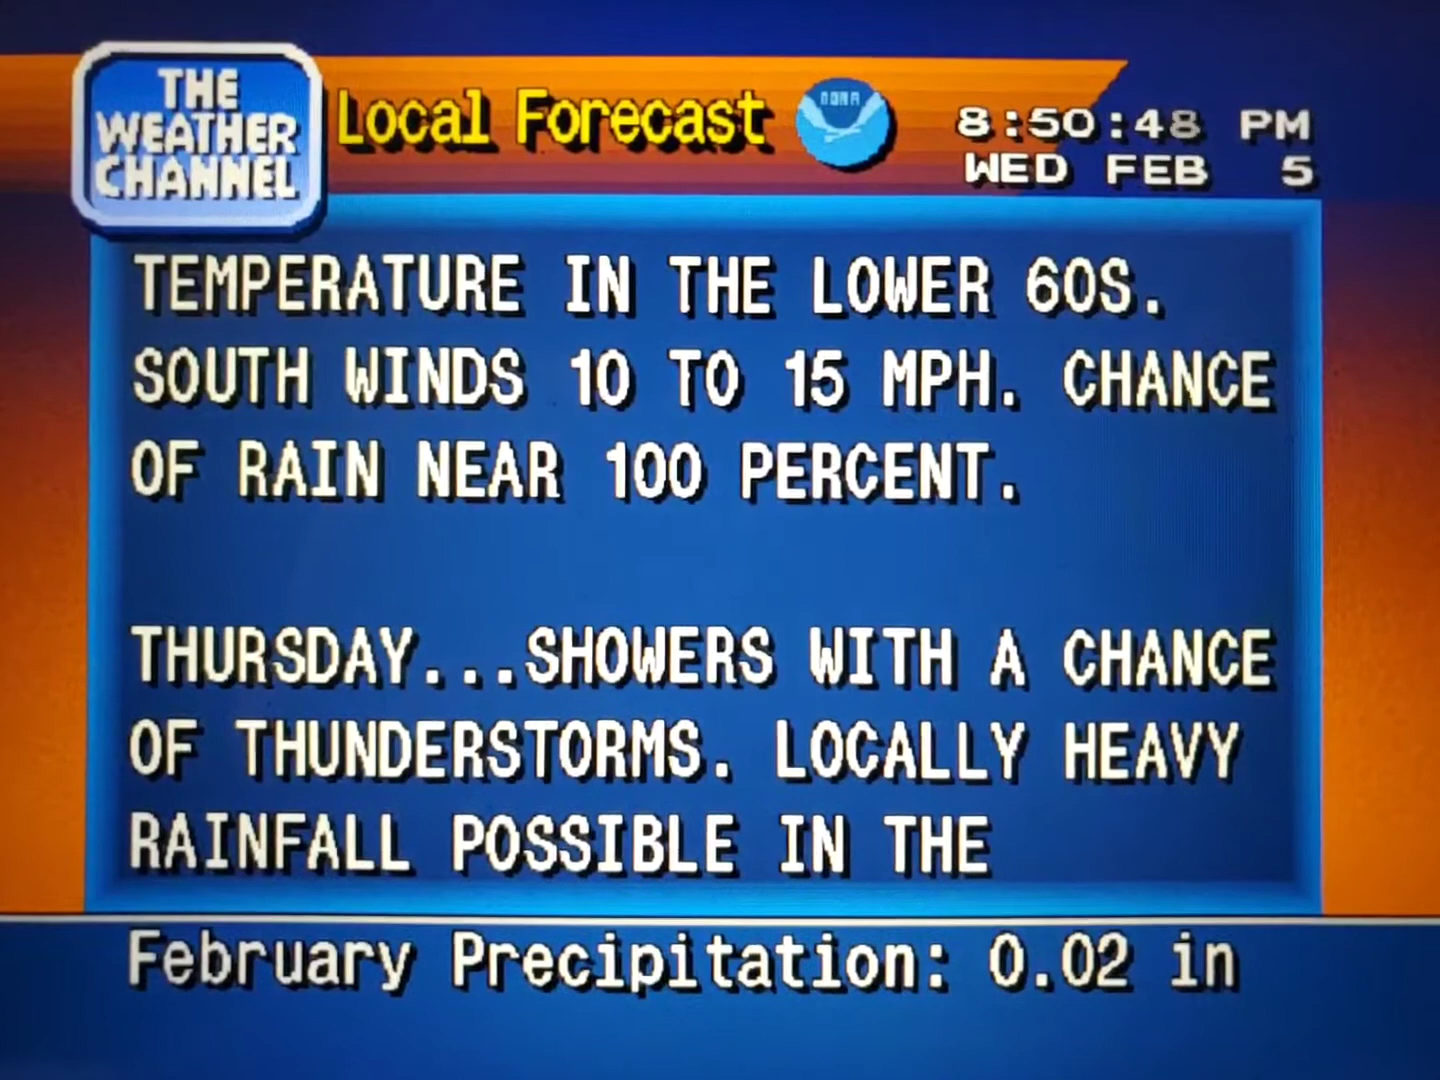 THE
WEATHER
CHANNEL
Local Forecast
NOAA
8:50:48 PM
WED FEB 5
TEMPERATURE IN THE LOWER 60S.
SOUTH WINDS 10 TO 15 MPH. CHANCE
OF RAIN NEAR 100 PERCENT.
THURSDAY...SHOWERS WITH A CHANCE
OF THUNDERSTORMS. LOCALLY HEAVY
RAINFALL POSSIBLE IN THE
February Precipitation: 0.02 in